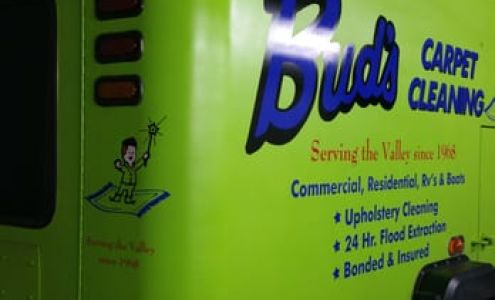 Bud's
CARPET
CLEANING
Serving the Valley since 1968
Commercial, Residential, Rv's & Boats
* Upholstery Cleaning
* 24 Hr. Flood Extraction
* Bonded & Insured
Serving the Valley
since 1968